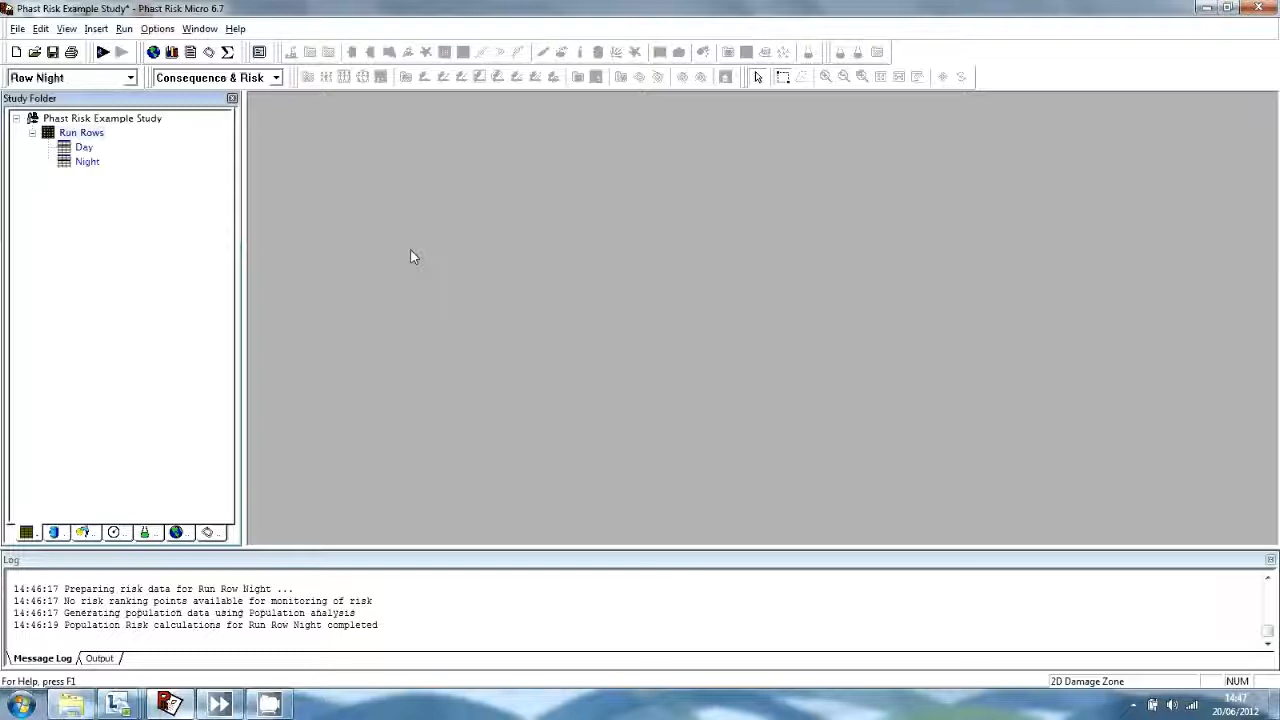 Phast Risk Example Study* - Phast Risk Micro 6.7
File Edit View Insert Run Options Window Help
Row Night
Consequence & Risk
Study Folder
Phast Risk Example Study
Run Rows
Day
Night
Log
14:46:17 Preparing risk data for Run Row Night ...
14:46:17 No risk ranking points available for monitoring of risk
14:46:17 Generating population data using Population analysis
14:46:19 Population Risk calculations for Run Row Night completed
Message Log Output
For Help, press F1
2D Damage Zone
NUM
14:47
20/06/2012